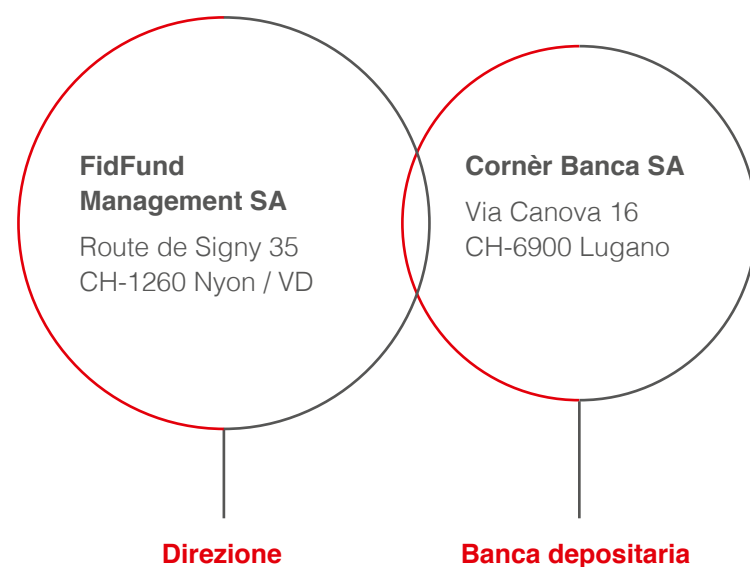 FidFund
Management SA
Route de Signy 35
CH-1260 Nyon / VD
Cornèr Banca SA
Via Canova 16
CH-6900 Lugano
Direzione
Banca depositaria